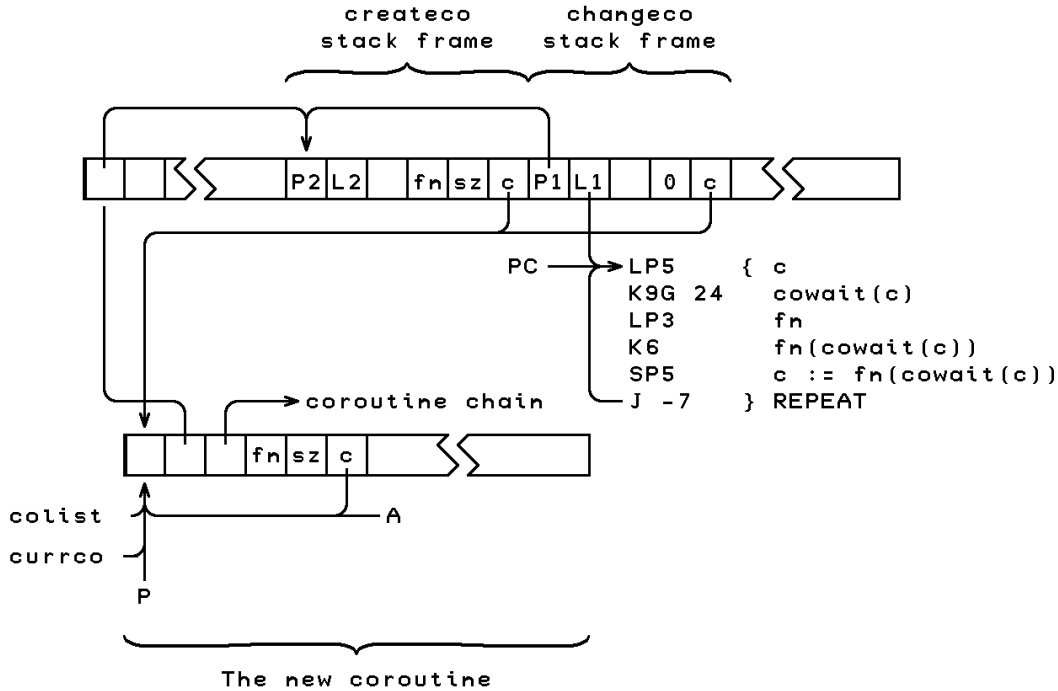 createco changeco
stack frame stack frame
P2 L2 fn sz c P1 L1 0 c
PC LP5 { c
K9G 24 cowait(c)
LP3 fn
K6 fn(cowait(c))
SP5 c := fn(cowait(c))
coroutine chain J -7 } REPEAT
fn sz c
colist A
currco
P
The new coroutine